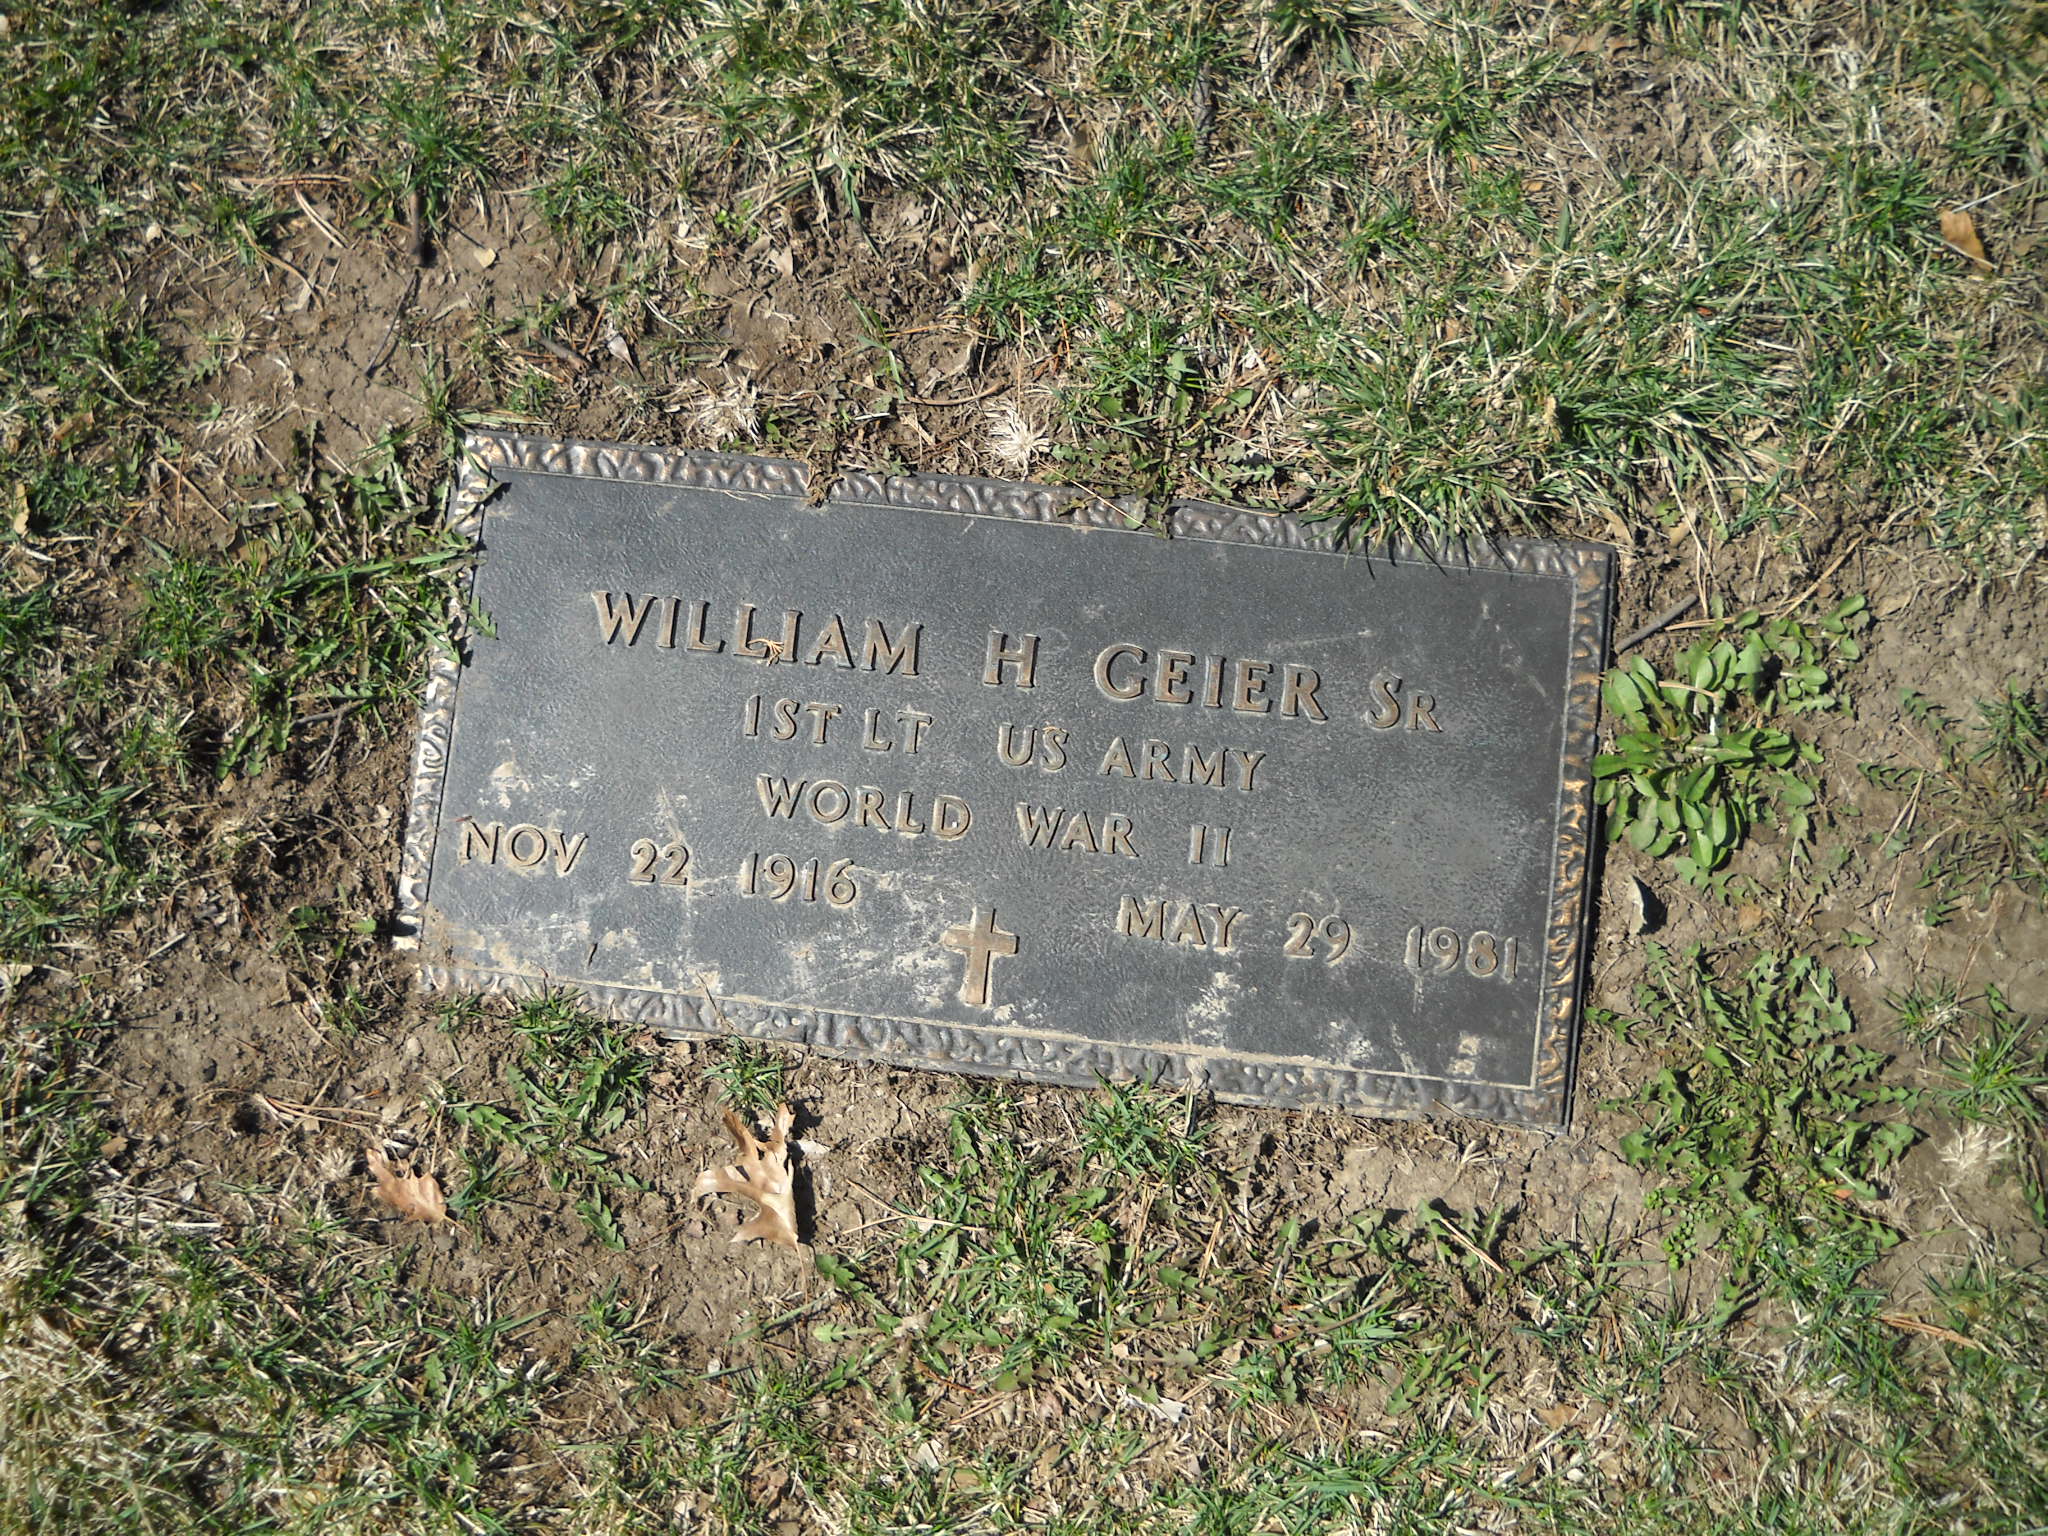 WILLIAM H GEIER SR
1ST LT US ARMY
WORLD WAR II
NOV 22 1916 MAY 29 1981